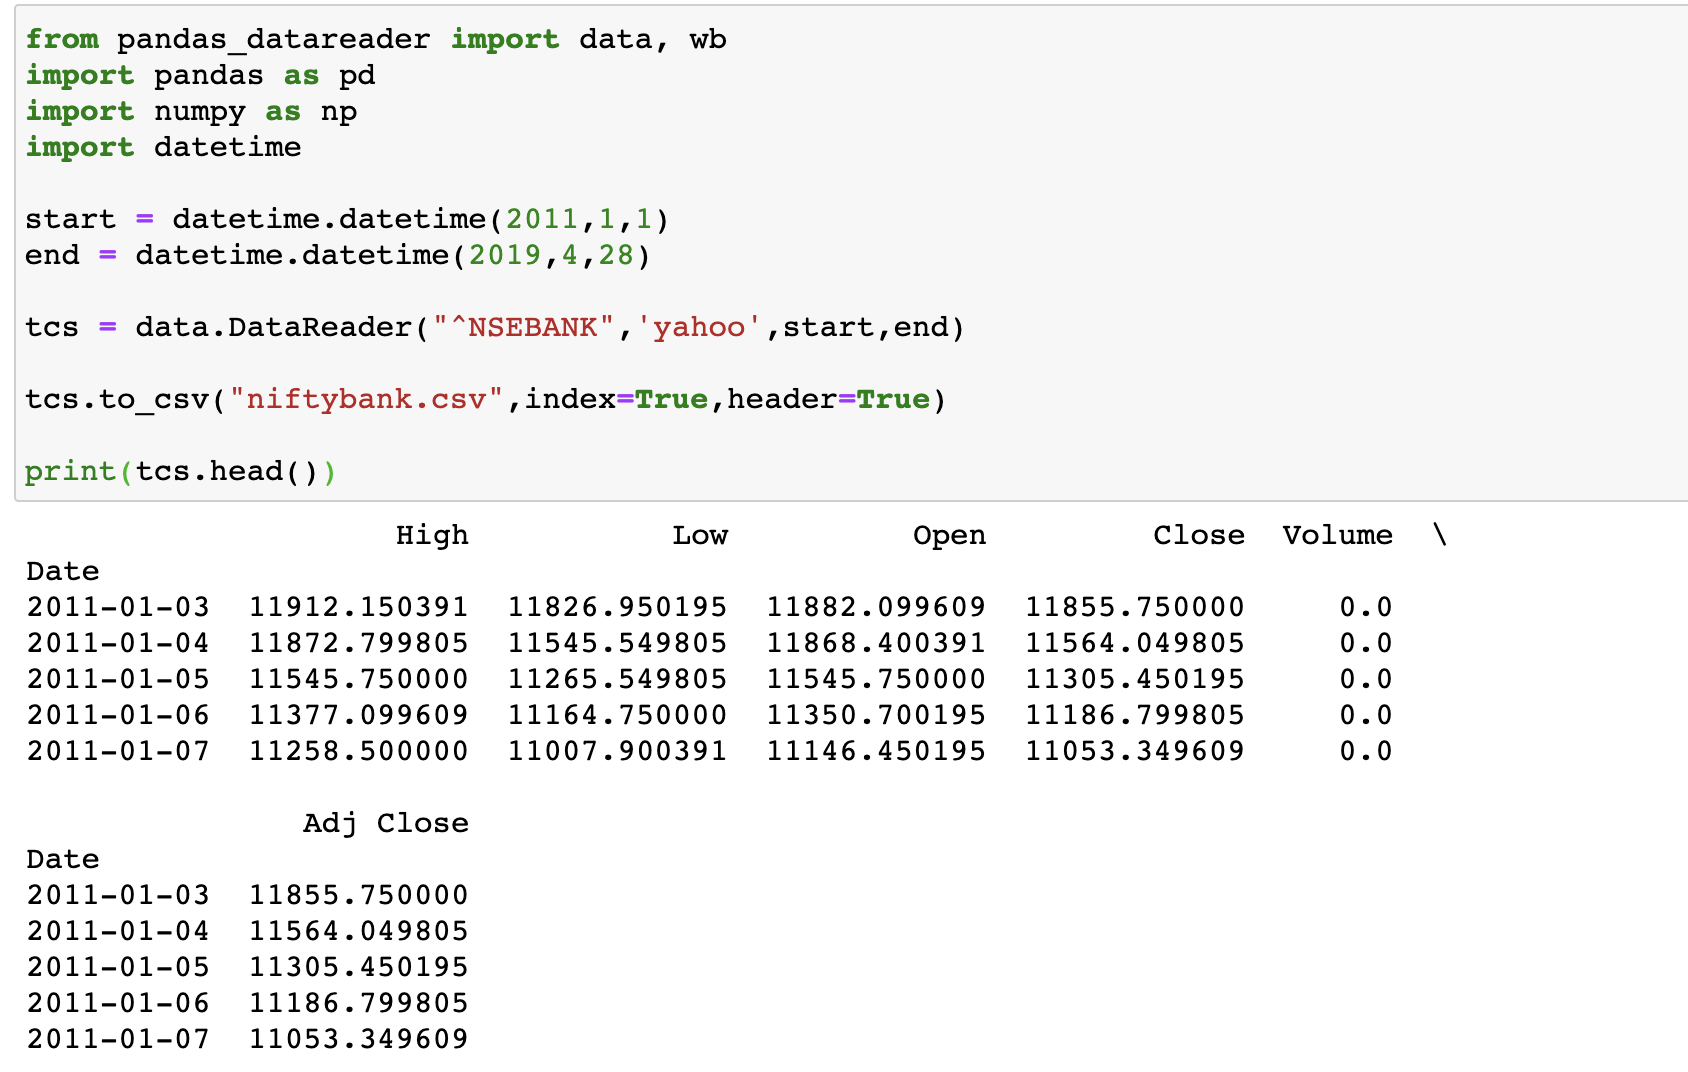 from pandas_datareader import data, wb
import pandas as pd
import numpy as np
import datetime
start = datetime.datetime(2011,1,1)
end = datetime.datetime(2019,4,28)
tcs = data.DataReader("^NSEBANK",'yahoo',start,end)
tcs.to_csv("niftybank.csv",index=True,header=True)
print(tcs.head())
High Low Open Close Volume \
Date
2011-01-03 11912.150391 11826.950195 11882.099609 11855.750000 0.0
2011-01-04 11872.799805 11545.549805 11868.400391 11564.049805 0.0
2011-01-05 11545.750000 11265.549805 11545.750000 11305.450195 0.0
2011-01-06 11377.099609 11164.750000 11350.700195 11186.799805 0.0
2011-01-07 11258.500000 11007.900391 11146.450195 11053.349609 0.0
Adj Close
Date
2011-01-03 11855.750000
2011-01-04 11564.049805
2011-01-05 11305.450195
2011-01-06 11186.799805
2011-01-07 11053.349609